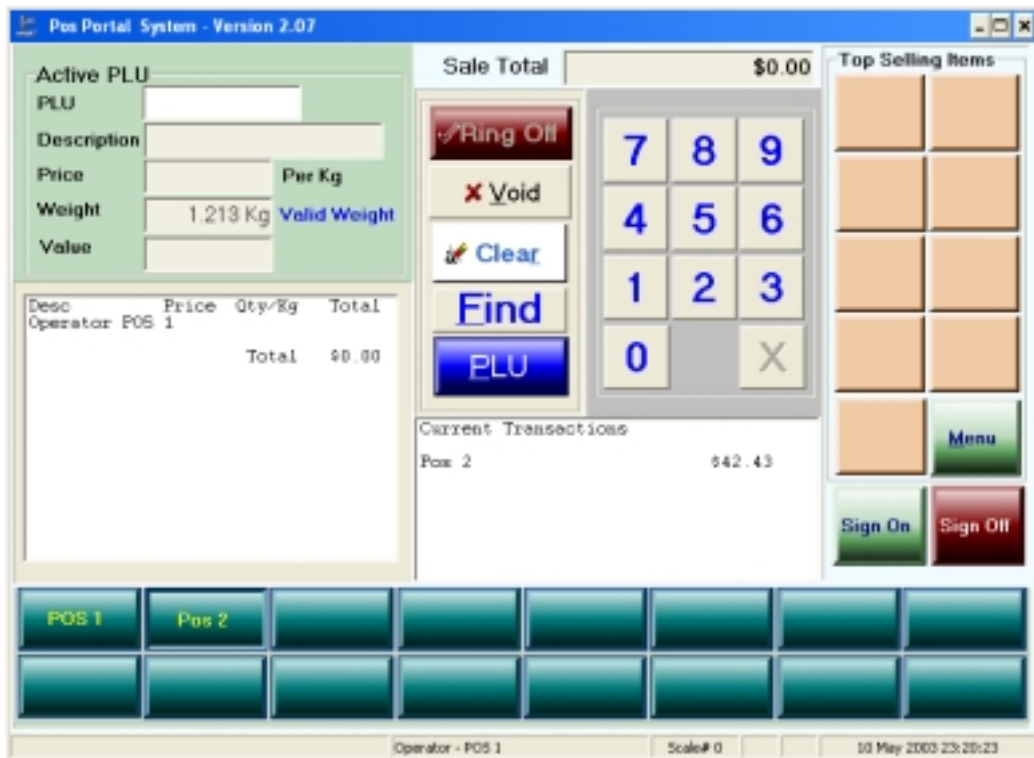 Pos Portal System - Version 2.07
Active PLU
PLU
Description
Price Per Kg
Weight 1.213 Kg Valid Weight
Value
Sale Total $0.00
Ring Off
Void
Clear
Find
PLU
7 8 9
4 5 6
1 2 3
0 X
Top Selling Items
Menu
Sign On Sign Off
Desc Price Qty/Kg Total
Operator POS 1
Total $0.00
Current Transactions
Pos 2 $42.43
POS 1 Pos 2
Operator - POS 1 Scale# 0 10 May 2003 23:20:23